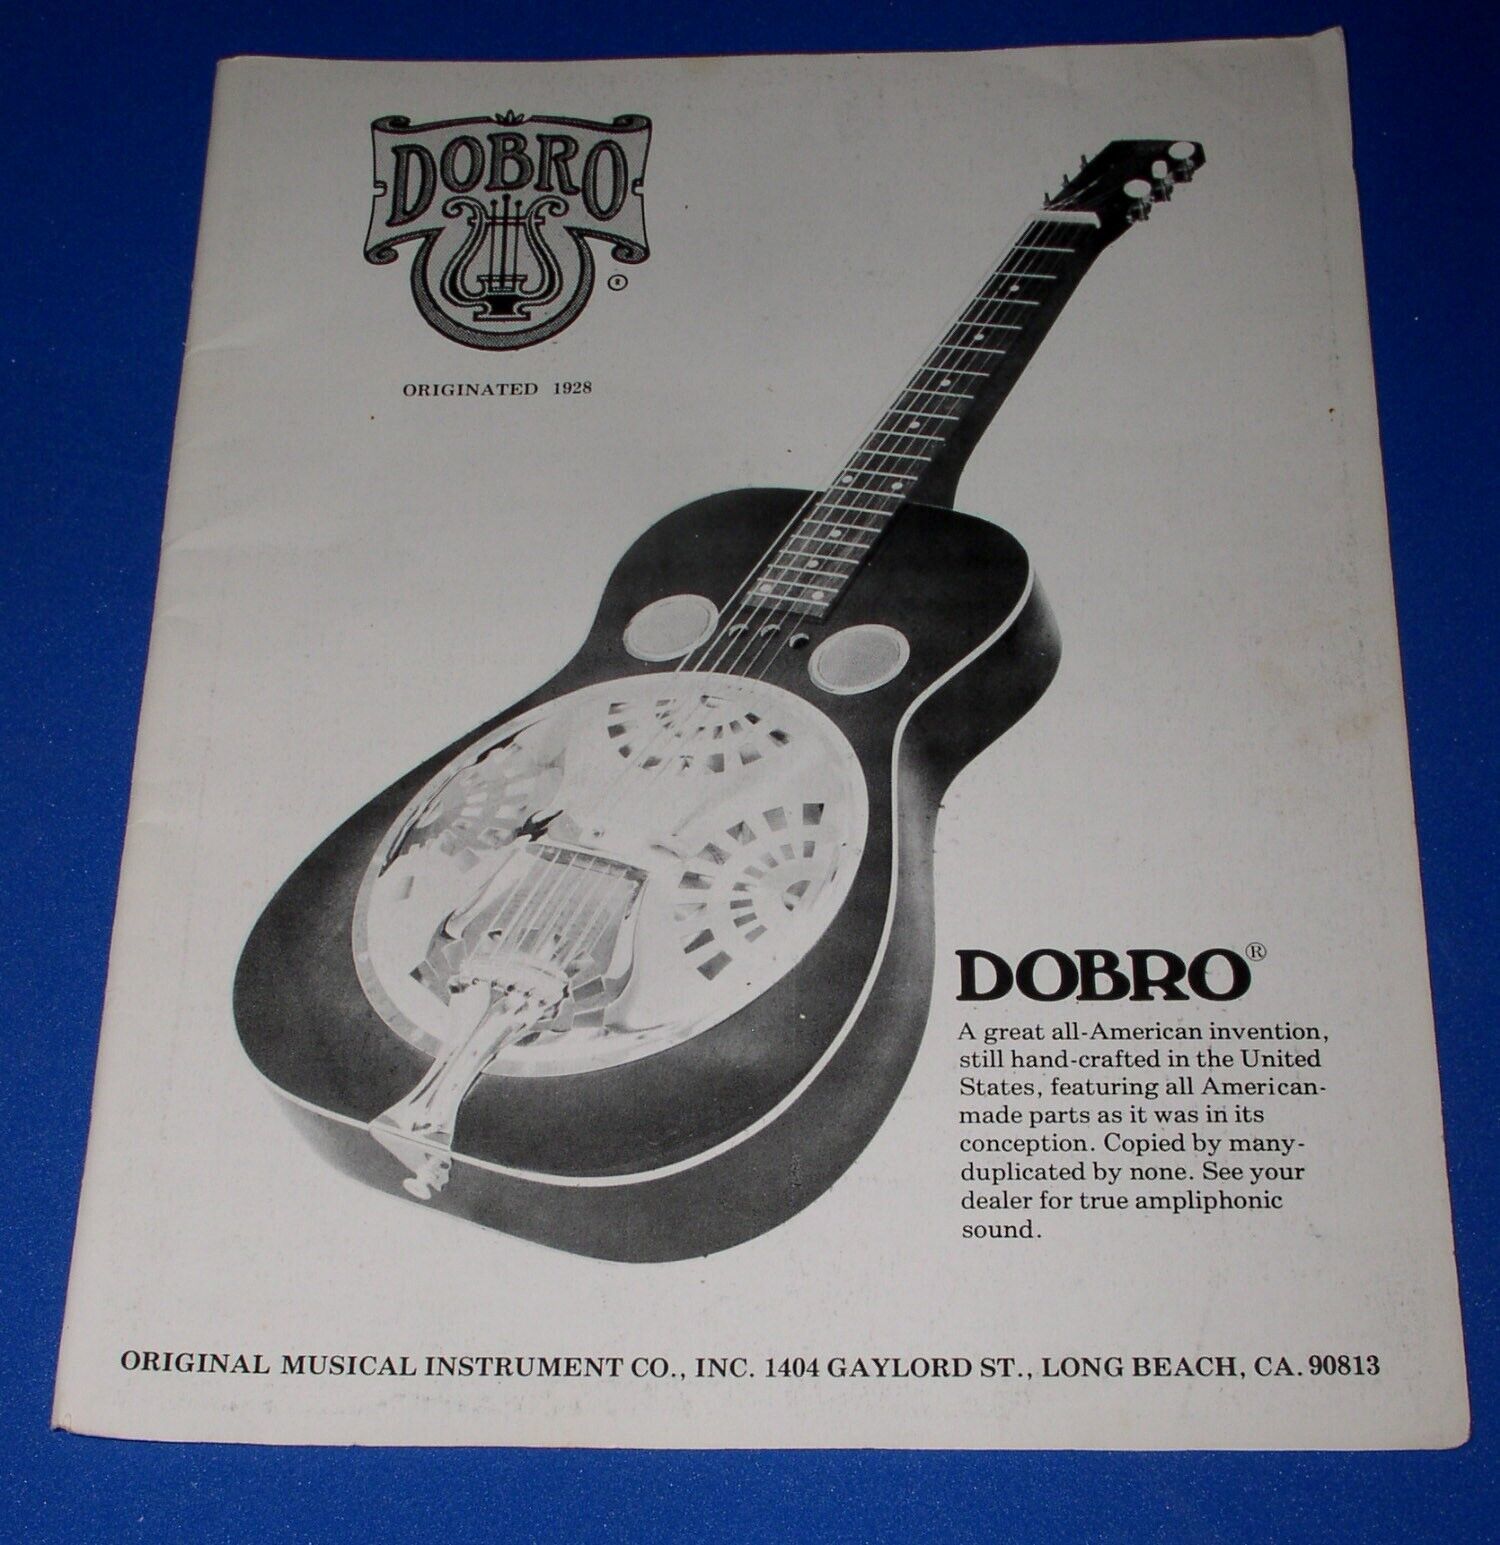 DOBRO
®
ORIGINATED 1928
DOBRO®
A great all-American invention,
still hand-crafted in the United
States, featuring all American-
made parts as it was in its
conception. Copied by many-
duplicated by none. See your
dealer for true ampliphonic
sound.
ORIGINAL MUSICAL INSTRUMENT CO., INC. 1404 GAYLORD ST., LONG BEACH, CA. 90813